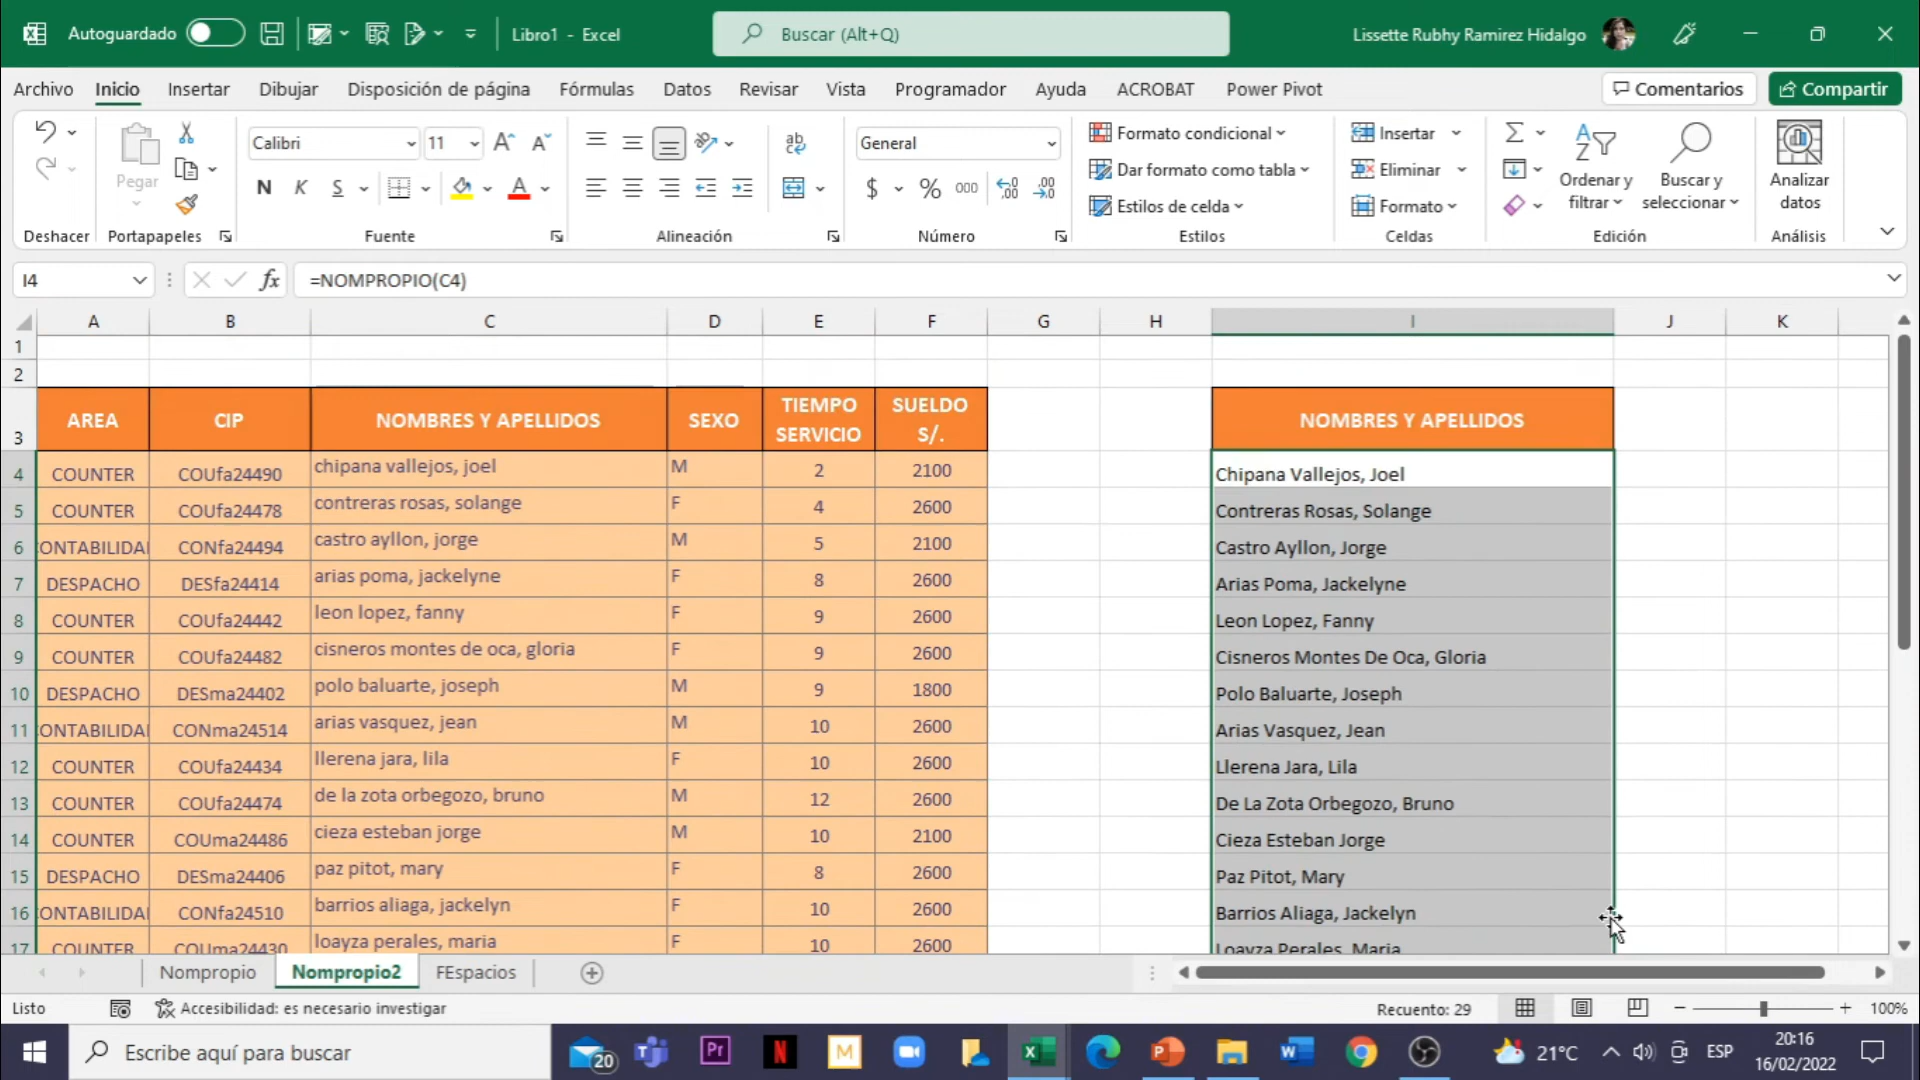 Autoguardado
Libro1 - Excel
Buscar (Alt+Q)
Lissette Rubhy Ramirez Hidalgo
Archivo Inicio Insertar Dibujar Disposición de página Fórmulas Datos Revisar Vista Programador Ayuda ACROBAT Power Pivot
Comentarios
Compartir
Pegar
Calibri 11
N K S
General
$ % 000
Formato condicional
Dar formato como tabla
Estilos de celda
Insertar
Eliminar
Formato
Ordenar y filtrar
Buscar y seleccionar
Analizar datos
Deshacer Portapapeles Fuente Alineación Número Estilos Celdas Edición Análisis
I4 fx =NOMPROPIO(C4)
A B C D E F G H I J K
1
2
3 AREA CIP NOMBRES Y APELLIDOS SEXO TIEMPO SERVICIO SUELDO S/. NOMBRES Y APELLIDOS
4 COUNTER COUfa24490 chipana vallejos, joel M 2 2100 Chipana Vallejos, Joel
5 COUNTER COUfa24478 contreras rosas, solange F 4 2600 Contreras Rosas, Solange
6 ONTABILIDA CONfa24494 castro ayllon, jorge M 5 2100 Castro Ayllon, Jorge
7 DESPACHO DESfa24414 arias poma, jackelyne F 8 2600 Arias Poma, Jackelyne
8 COUNTER COUfa24442 leon lopez, fanny F 9 2600 Leon Lopez, Fanny
9 COUNTER COUfa24482 cisneros montes de oca, gloria F 9 2600 Cisneros Montes De Oca, Gloria
10 DESPACHO DESma24402 polo baluarte, joseph M 9 1800 Polo Baluarte, Joseph
11 ONTABILIDA CONma24514 arias vasquez, jean M 10 2600 Arias Vasquez, Jean
12 COUNTER COUfa24434 llerena jara, lila F 10 2600 Llerena Jara, Lila
13 COUNTER COUfa24474 de la zota orbegozo, bruno M 12 2600 De La Zota Orbegozo, Bruno
14 COUNTER COUma24486 cieza esteban jorge M 10 2100 Cieza Esteban Jorge
15 DESPACHO DESma24406 paz pitot, mary F 8 2600 Paz Pitot, Mary
16 ONTABILIDA CONfa24510 barrios aliaga, jackelyn F 10 2600 Barrios Aliaga, Jackelyn
17 COUNTER COUma24430 loayza perales, maria F 10 2600 Loayza Perales, Maria
Nompropio Nompropio2 FEspacios
Listo
Accesibilidad: es necesario investigar
Recuento: 29
100%
Escribe aquí para buscar
20
Pr
N
M
21°C
ESP
20:16
16/02/2022